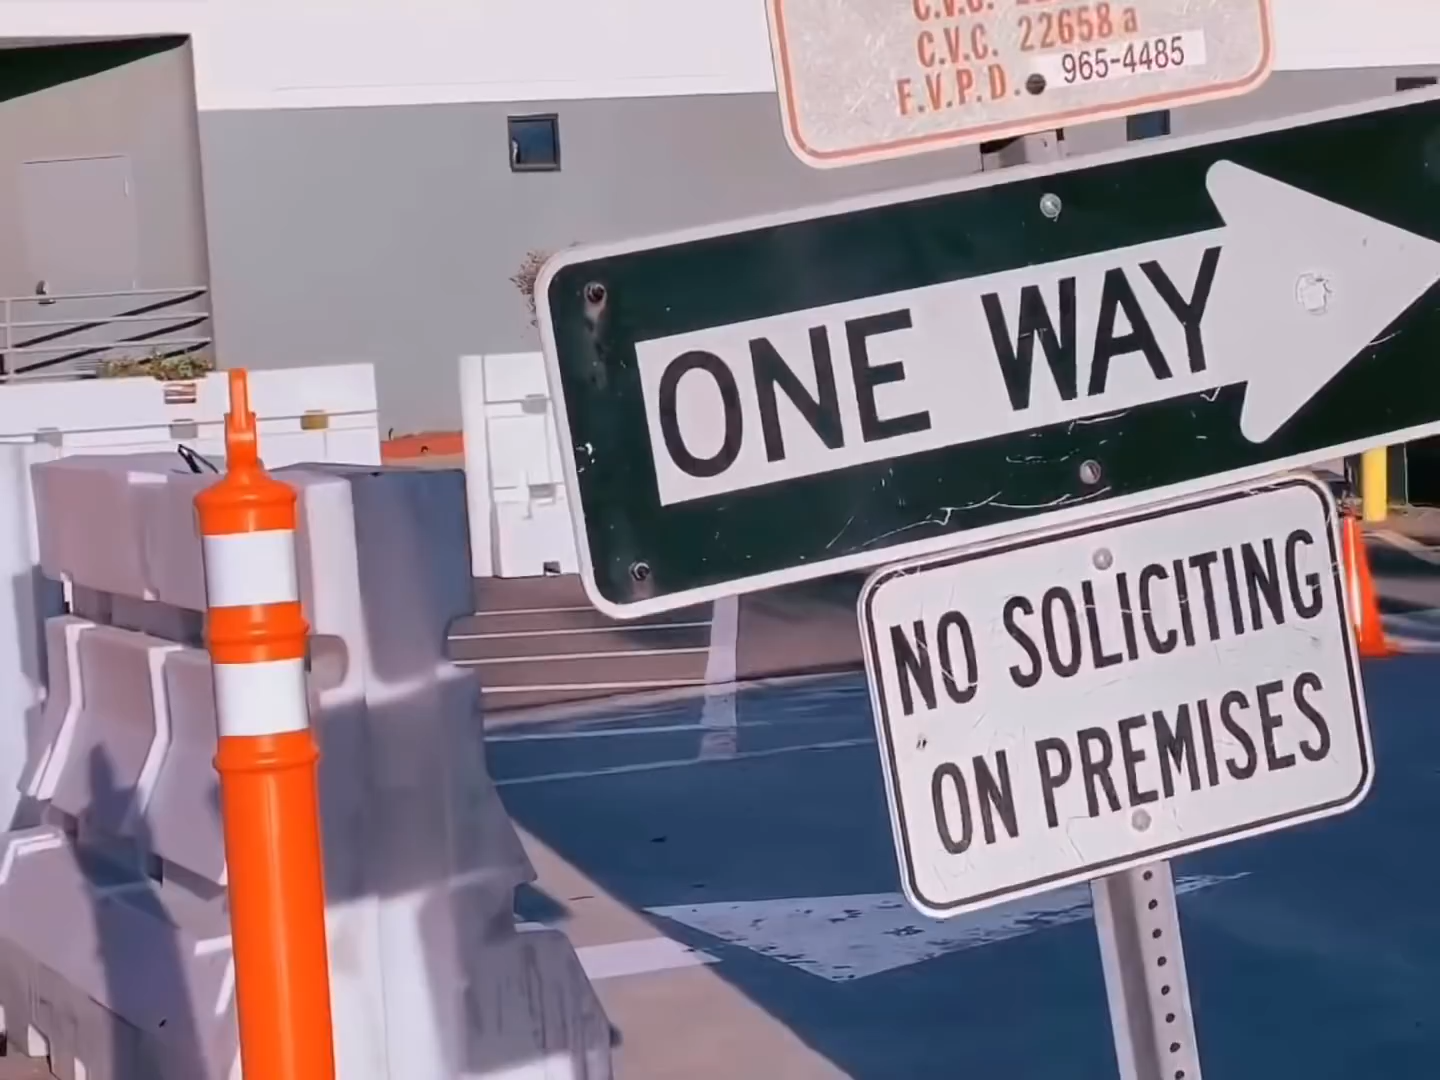 C.V.C.
C.V.C. 22658 a
F.V.P.D. 965-4485
ONE WAY
NO SOLICITING
ON PREMISES